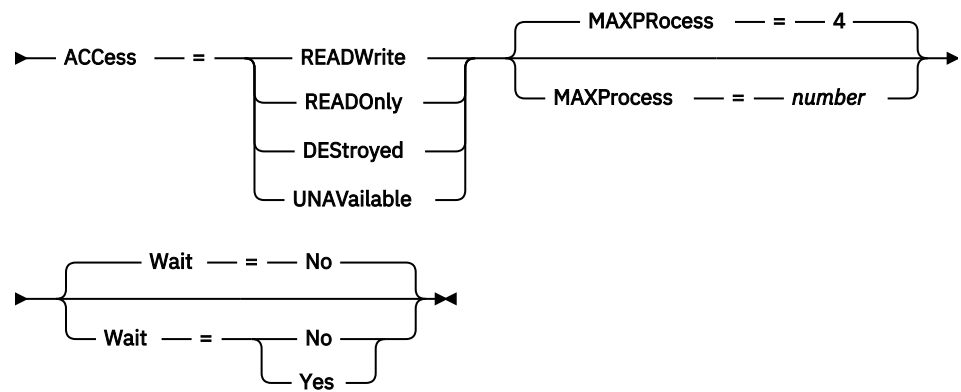 MAXPRocess = 4
ACCess = READWrite
READOnly MAXProcess = number
DEStroyed
UNAVailable
Wait = No
Wait = No
Yes